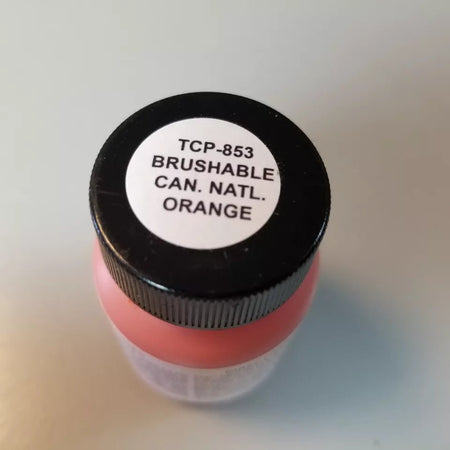 TCP-853
BRUSHABLE
CAN. NATL.
ORANGE